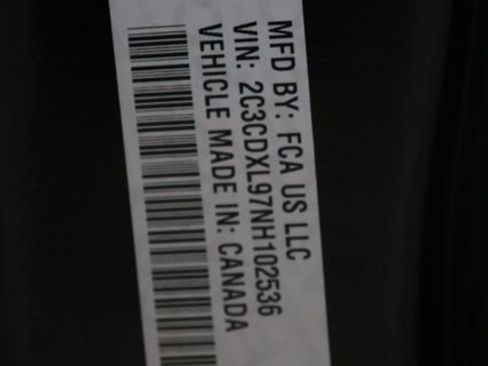 MFD BY: FCA US LLC
VIN: 2C3CDXL97NH102536
VEHICLE MADE IN: CANADA